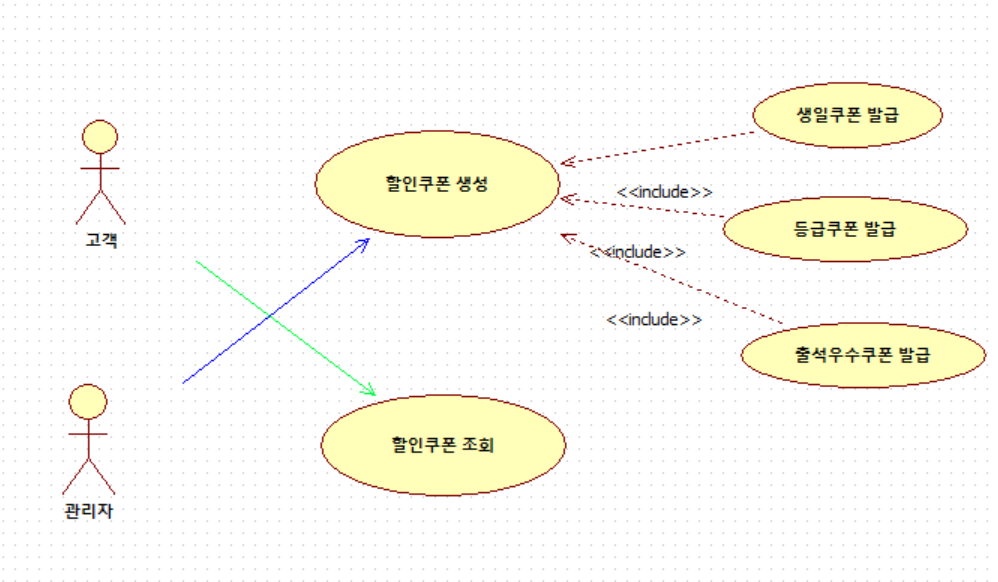 생일쿠폰 발급
할인쿠폰 생성
<<include>>
등급쿠폰 발급
고객
<<include>>
<<include>>
출석우수쿠폰 발급
할인쿠폰 조회
관리자